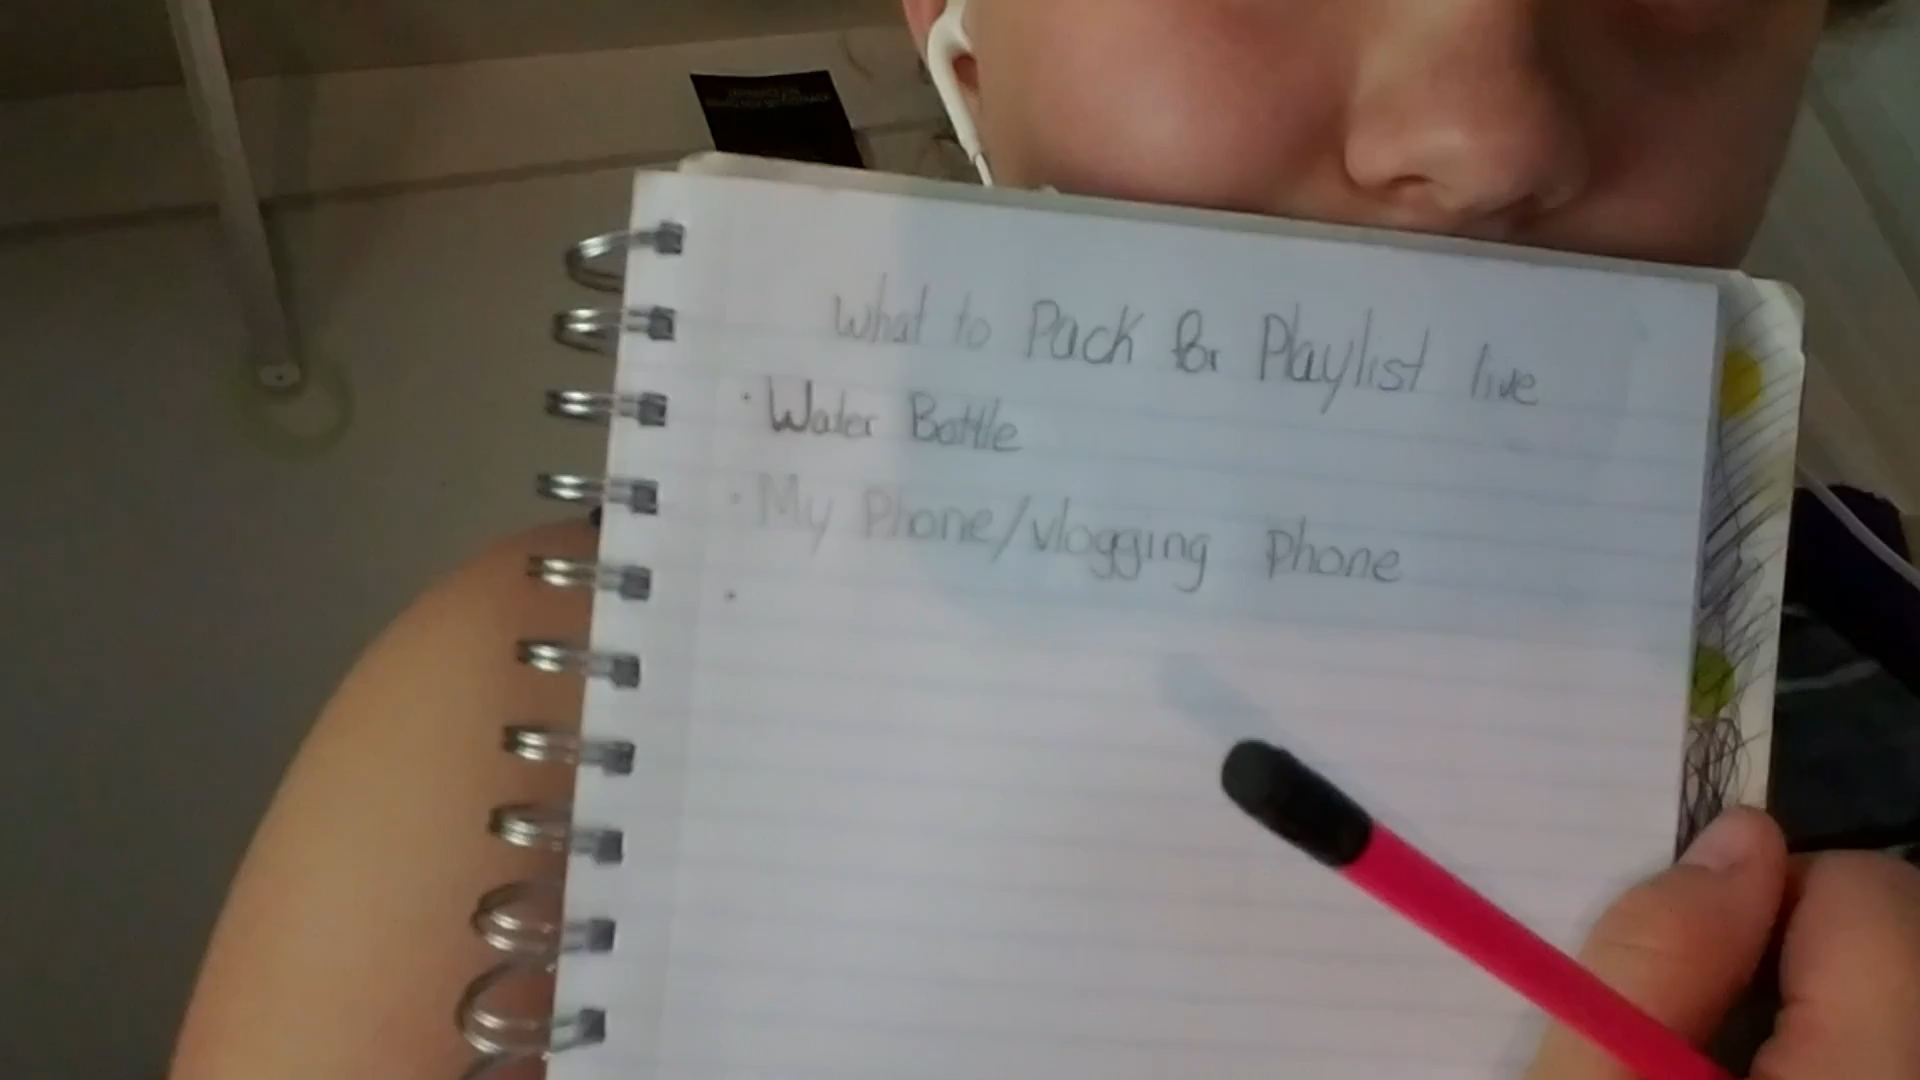 What to Pack for Playlist live
· Water Bottle
· My Phone/vlogging phone
·